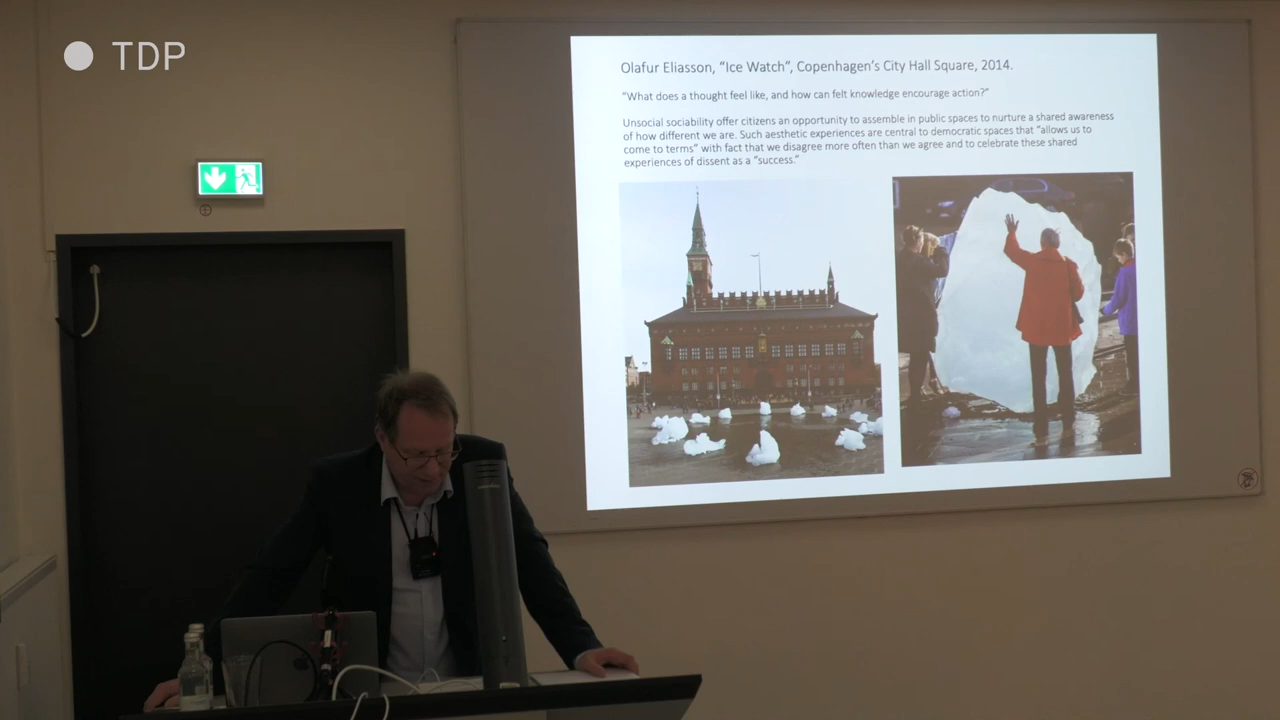 TDP
Olafur Eliasson, “Ice Watch”, Copenhagen’s City Hall Square, 2014.
“What does a thought feel like, and how can felt knowledge encourage action?”
Unsocial sociability offer citizens an opportunity to assemble in public spaces to nurture a shared awareness
of how different we are. Such aesthetic experiences are central to democratic spaces that “allows us to
come to terms” with fact that we disagree more often than we agree and to celebrate these shared
experiences of dissent as a “success.”